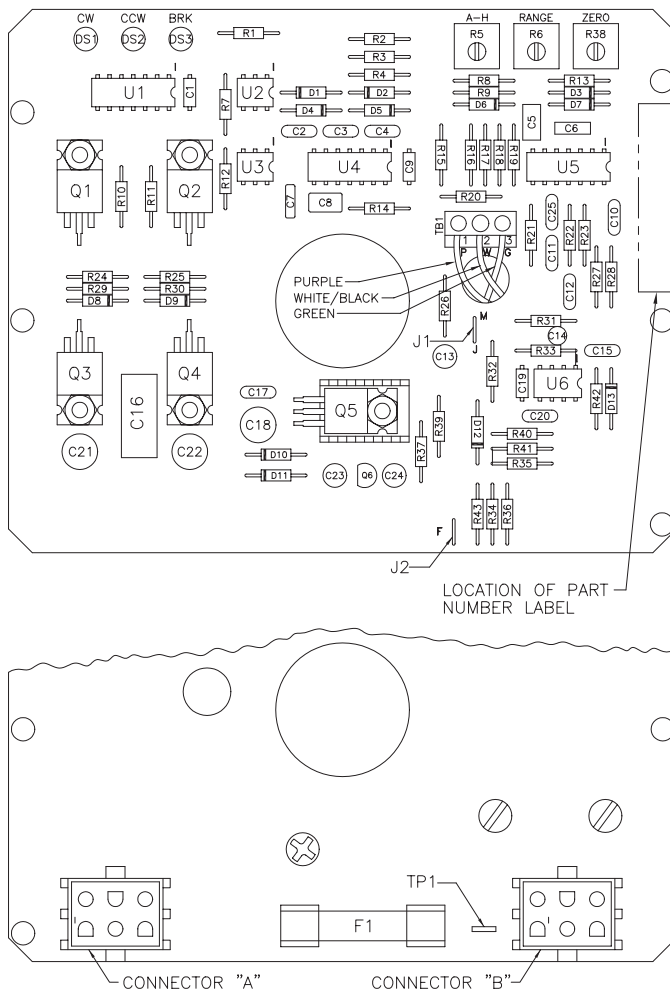 CW CCW BRK
DS1 DS2 DS3
R1
R2
R3
R4
A-H RANGE ZERO
R5 R6 R38
U1
C1
R7
U2
D1
D2
D4
D5
C2 C3 C4
R8 R13
R9 D3
D6 D7
C5
C6
Q1
R10
R11
Q2
R12
U3
U4
C9
R15
R16
R17
R18
R19
U5
C7
C8
R14
R20
TB1
1 2 3
P W G
R21
C25
C11
R22
R23
C10
R27
R28
C12
PURPLE
WHITE/BLACK
GREEN
R24 R25
R29 R30
D8 D9
R26
M
J1
J
C13
R31
C14
R33
C15
R32
Q3
C16
Q4
C17
C18
Q5
C19
U6
R42
D13
C20
C21
C22
D10
D11
C23
Q6
C24
R37
R39
D12
R40
R41
R35
F
R43
R34
R36
J2
LOCATION OF PART
NUMBER LABEL
TP1
F1
CONNECTOR "A"
CONNECTOR "B"